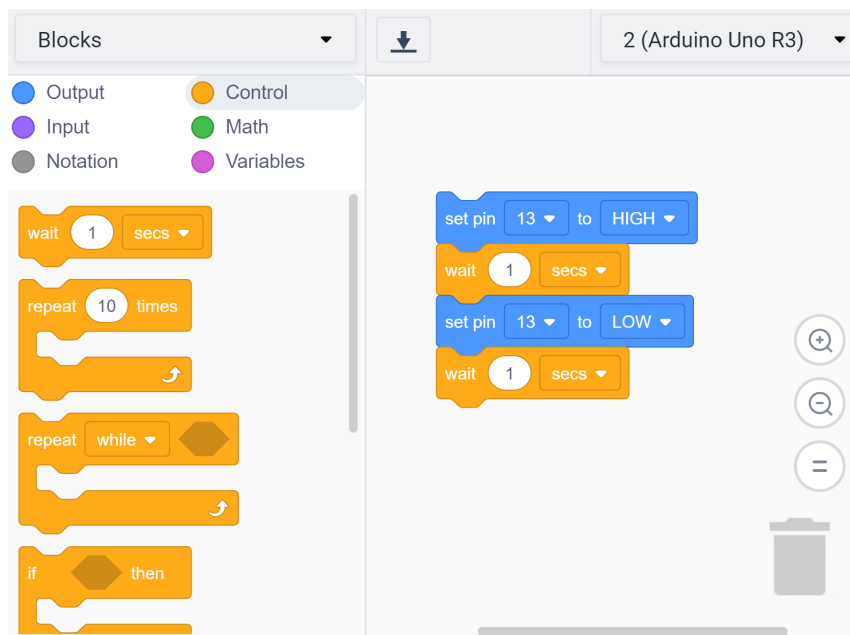 Blocks
2 (Arduino Uno R3)
Output
Control
Input
Math
Notation
Variables
wait 1 secs
repeat 10 times
repeat while
if then
set pin 13 to HIGH
wait 1 secs
set pin 13 to LOW
wait 1 secs